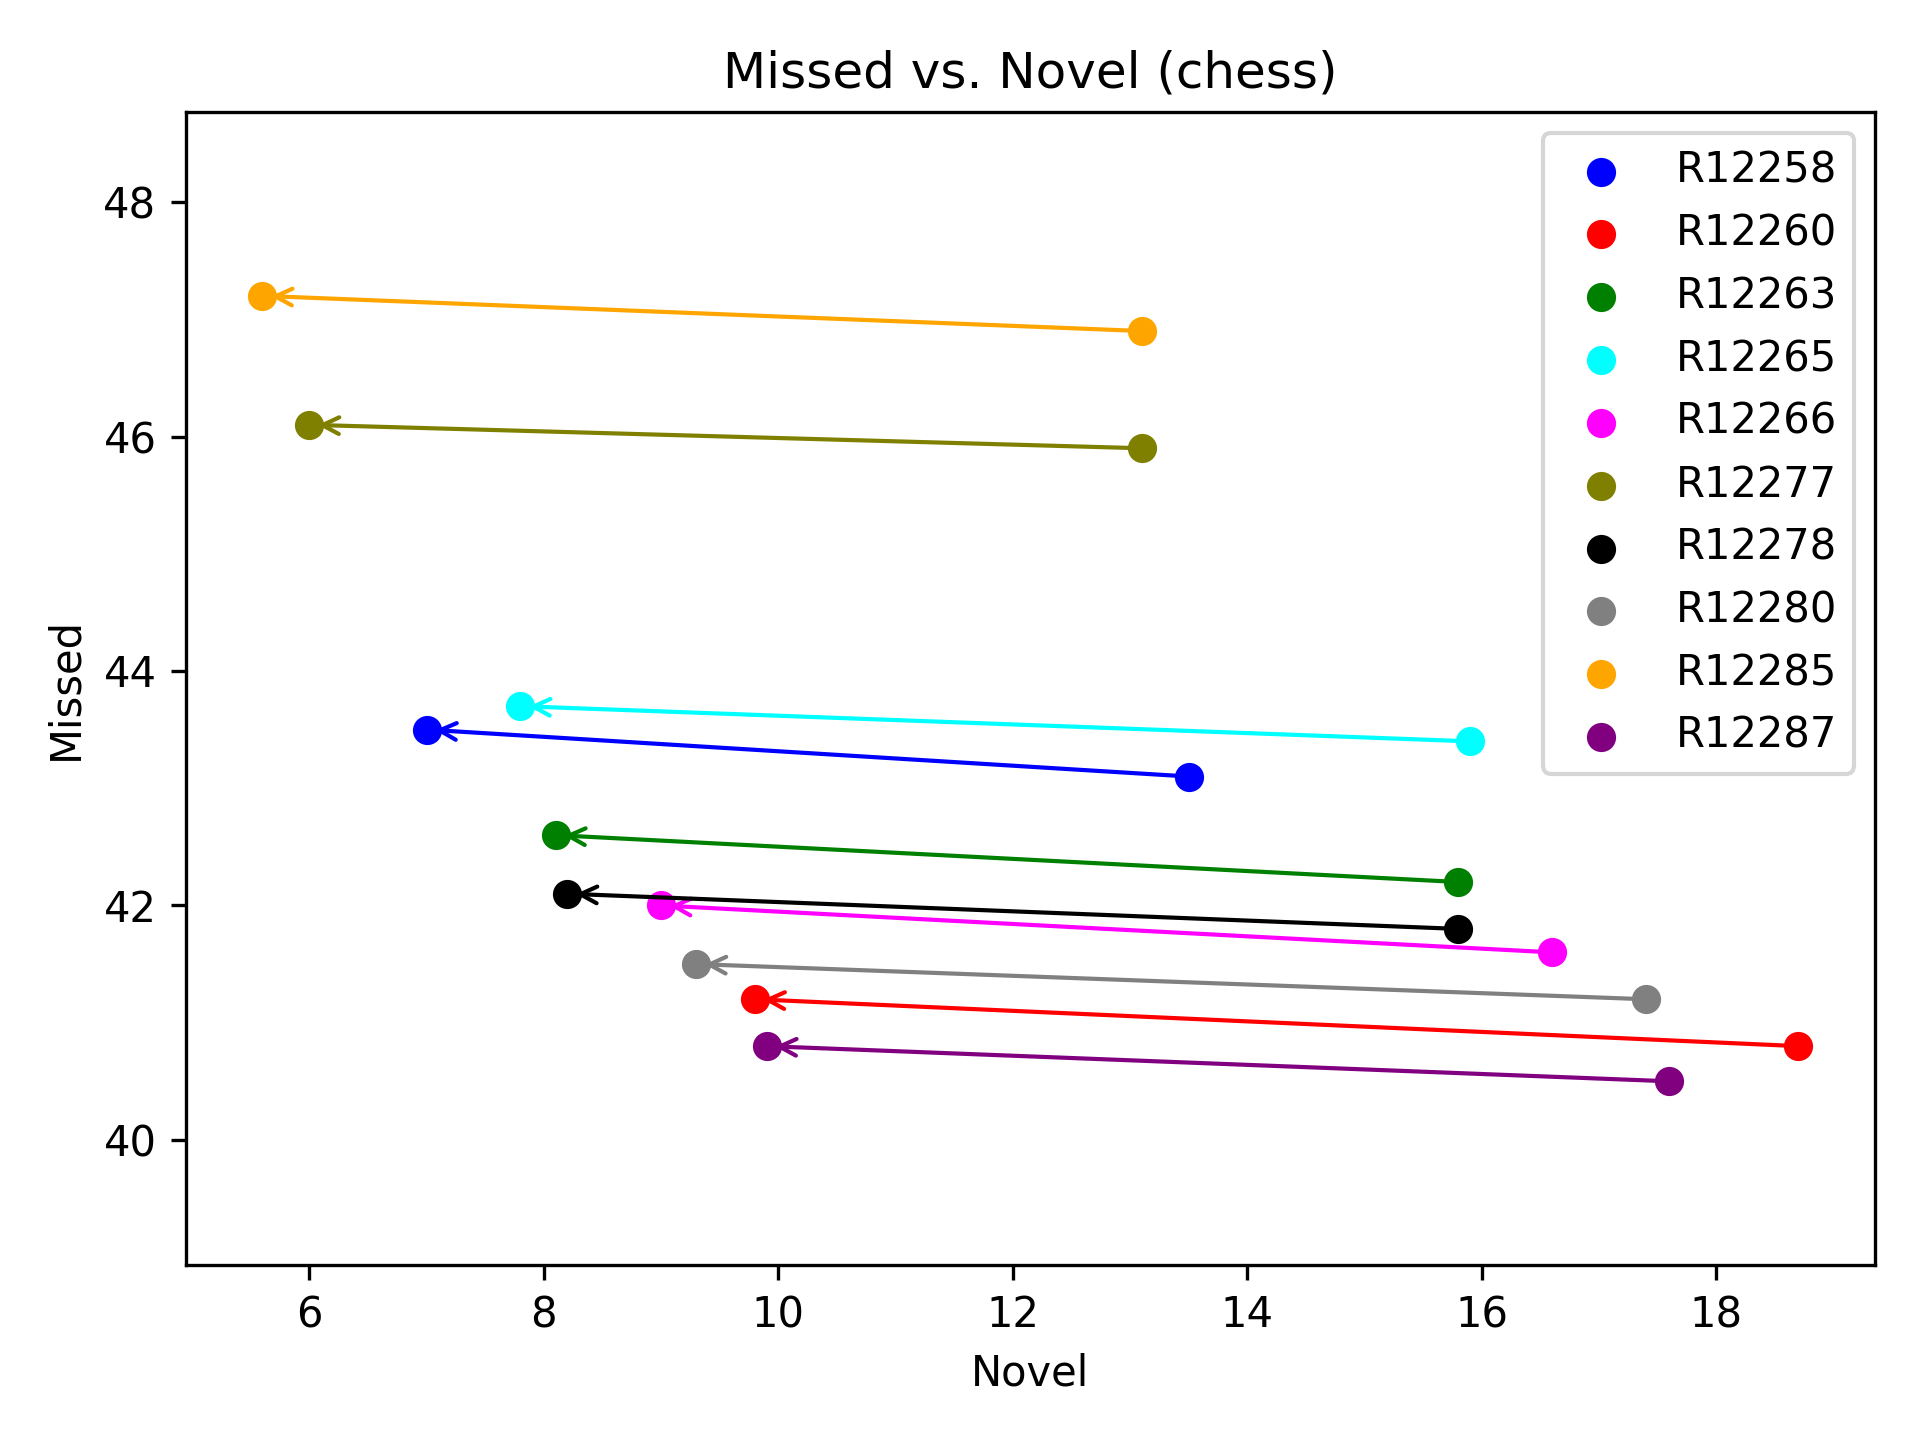 Missed vs. Novel (chess)
R12258
R12260
R12263
R12265
R12266
R12277
R12278
R12280
R12285
R12287
Missed
48
46
44
42
40
6 8 10 12 14 16 18
Novel